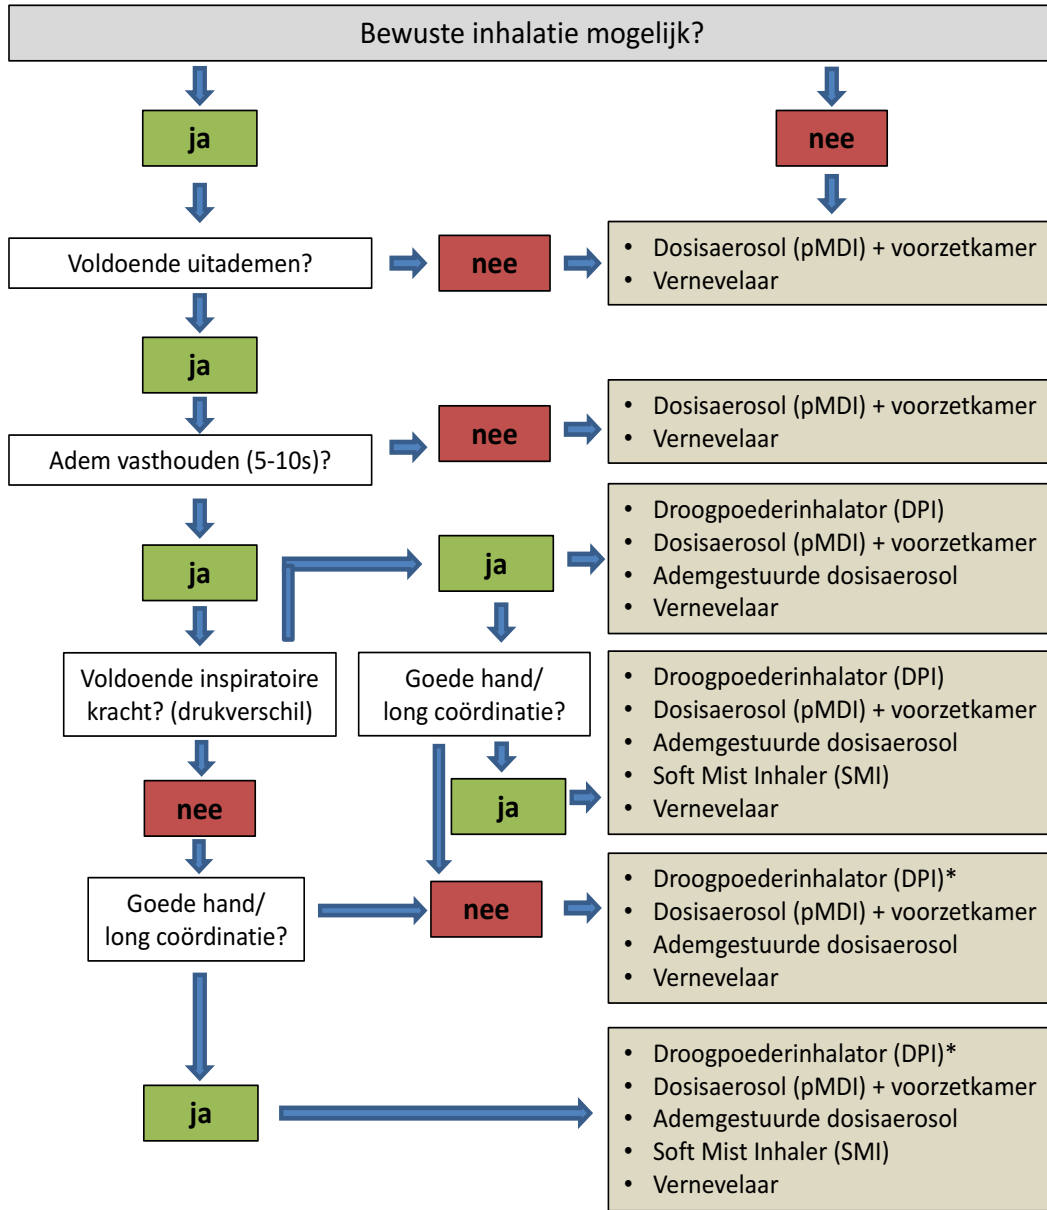 Bewuste inhalatie mogelijk?
ja
nee
Voldoende uitademen?
nee
• Dosisaerosol (pMDI) + voorzetkamer
• Vernevelaar
ja
Adem vasthouden (5-10s)?
nee
• Dosisaerosol (pMDI) + voorzetkamer
• Vernevelaar
ja
ja
• Droogpoederinhalator (DPI)
• Dosisaerosol (pMDI) + voorzetkamer
• Ademgestuurde dosisaerosol
• Vernevelaar
Voldoende inspiratoire
kracht? (drukverschil)
Goede hand/
long coördinatie?
• Droogpoederinhalator (DPI)
• Dosisaerosol (pMDI) + voorzetkamer
• Ademgestuurde dosisaerosol
• Soft Mist Inhaler (SMI)
• Vernevelaar
nee
ja
Goede hand/
long coördinatie?
nee
• Droogpoederinhalator (DPI)*
• Dosisaerosol (pMDI) + voorzetkamer
• Ademgestuurde dosisaerosol
• Vernevelaar
ja
• Droogpoederinhalator (DPI)*
• Dosisaerosol (pMDI) + voorzetkamer
• Ademgestuurde dosisaerosol
• Soft Mist Inhaler (SMI)
• Vernevelaar